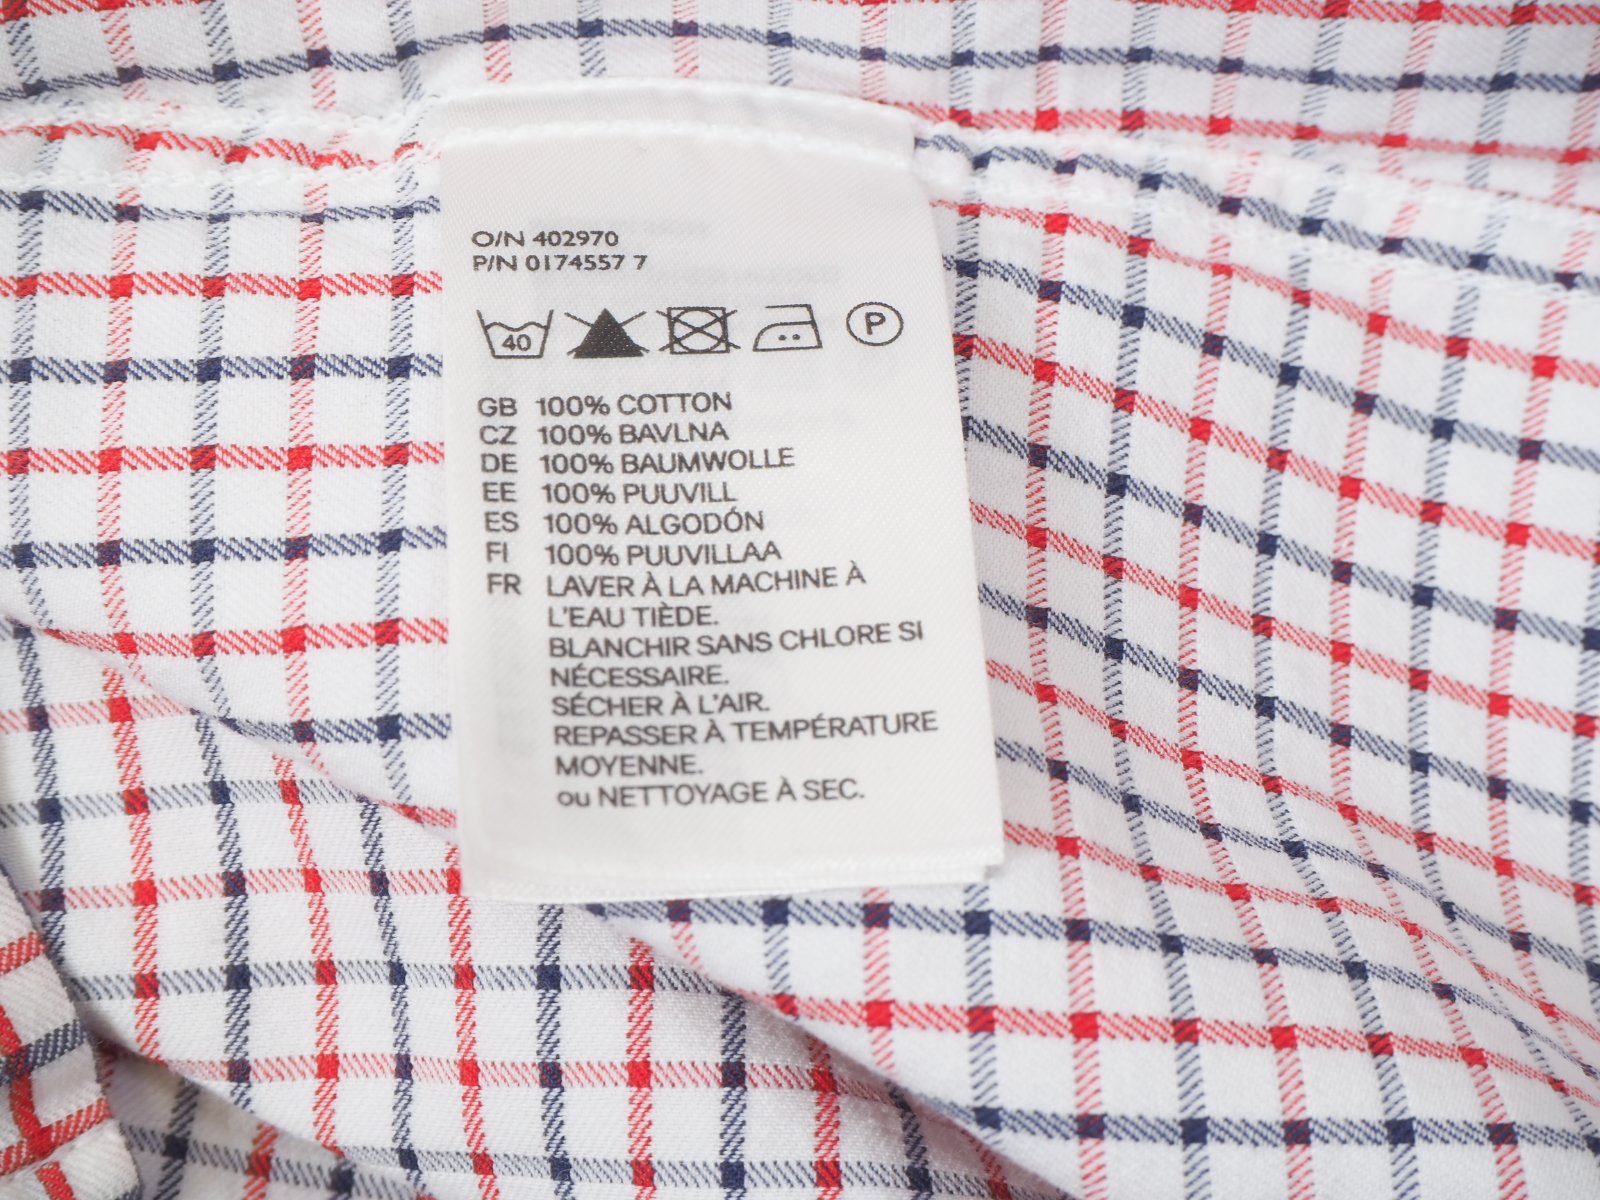 O/N 402970
P/N 0174557 7
40 P
GB 100% COTTON
CZ 100% BAVLNA
DE 100% BAUMWOLLE
EE 100% PUUVILL
ES 100% ALGODÓN
FI 100% PUUVILLAA
FR LAVER À LA MACHINE À
L'EAU TIÈDE.
BLANCHIR SANS CHLORE SI
NÉCESSAIRE.
SÉCHER À L'AIR.
REPASSER À TEMPÉRATURE
MOYENNE.
ou NETTOYAGE À SEC.